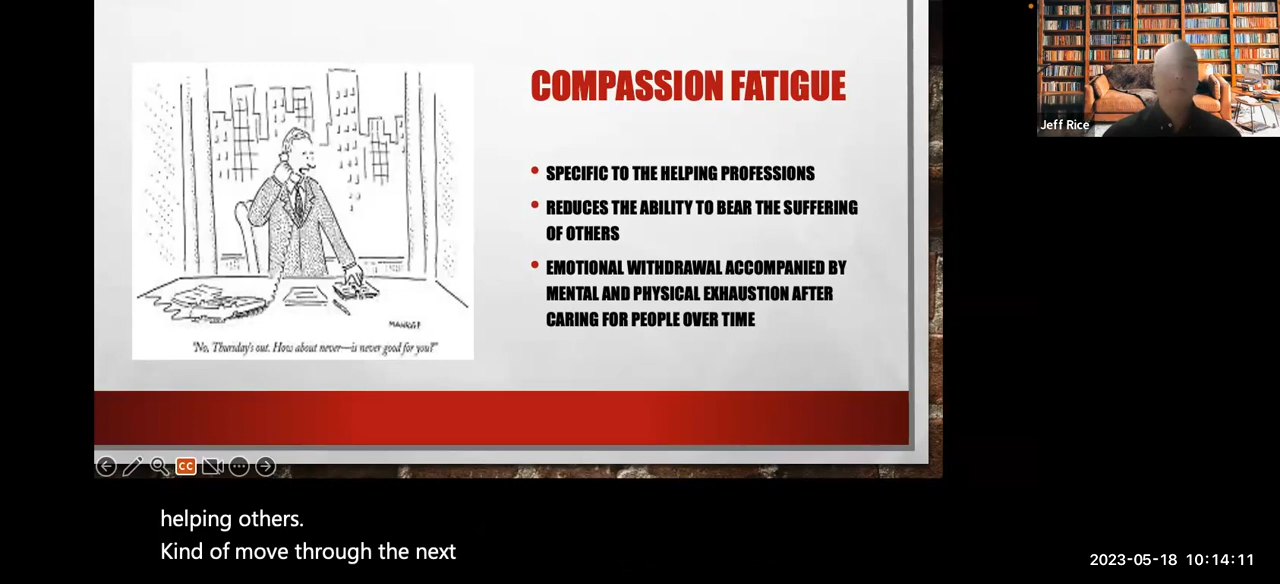 COMPASSION FATIGUE
SPECIFIC TO THE HELPING PROFESSIONS
REDUCES THE ABILITY TO BEAR THE SUFFERING
OF OTHERS
EMOTIONAL WITHDRAWAL ACCOMPANIED BY
MENTAL AND PHYSICAL EXHAUSTION AFTER
CARING FOR PEOPLE OVER TIME
"No, Thursday's out. How about never—is never good for you?"
Jeff Rice
CC
helping others.
Kind of move through the next
2023-05-18 10:14:11